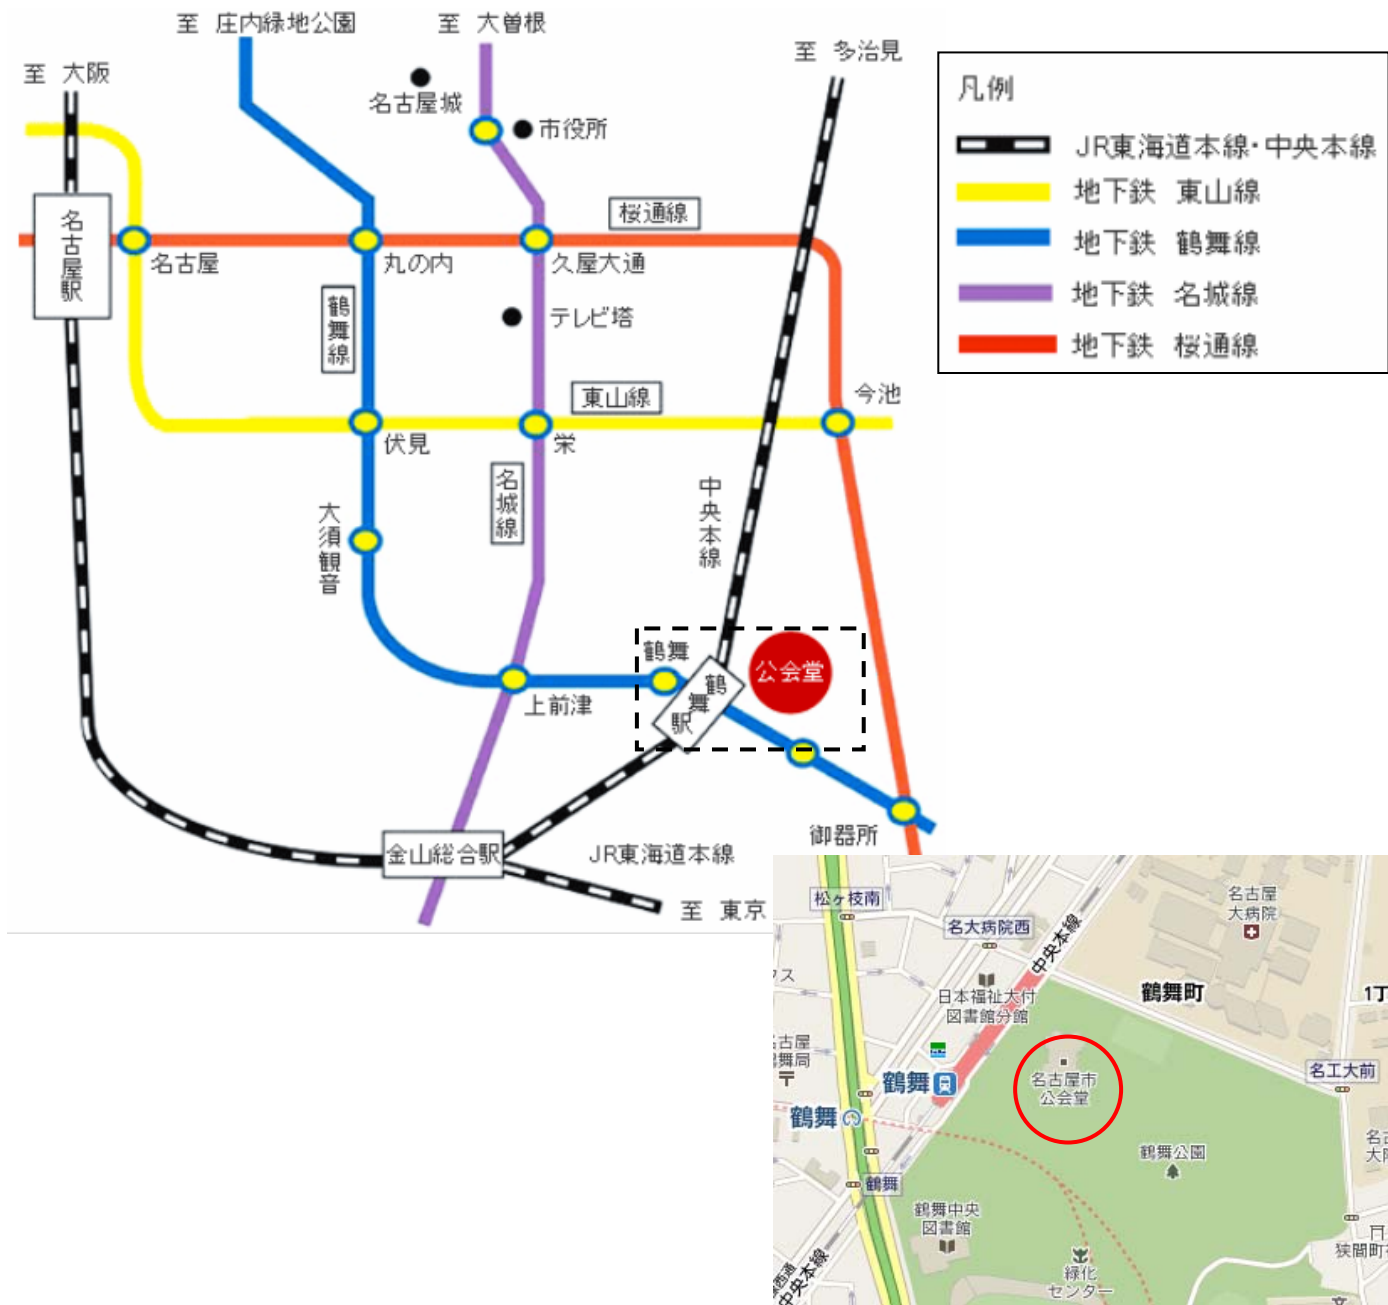 至 庄内緑地公園
至 大曽根
至 多治見
至 大阪
名古屋城
市役所
凡例
JR東海道本線・中央本線
地下鉄 東山線
地下鉄 鶴舞線
地下鉄 名城線
地下鉄 桜通線
名古屋駅
桜通線
名古屋
丸の内
久屋大通
鶴舞線
テレビ塔
東山線
今池
伏見
栄
名城線
中央本線
大須観音
鶴舞
公会堂
鶴舞駅
上前津
御器所
金山総合駅
JR東海道本線
至 東京
松ヶ枝南
名古屋
大病院
名大病院西
中央本線
日本福祉大付
図書館分館
鶴舞町
1丁
名工大前
鶴舞
名古屋市
公会堂
鶴舞
鶴舞公園
鶴舞
鶴舞中央
図書館
緑化
センター
中央本線
狭間町